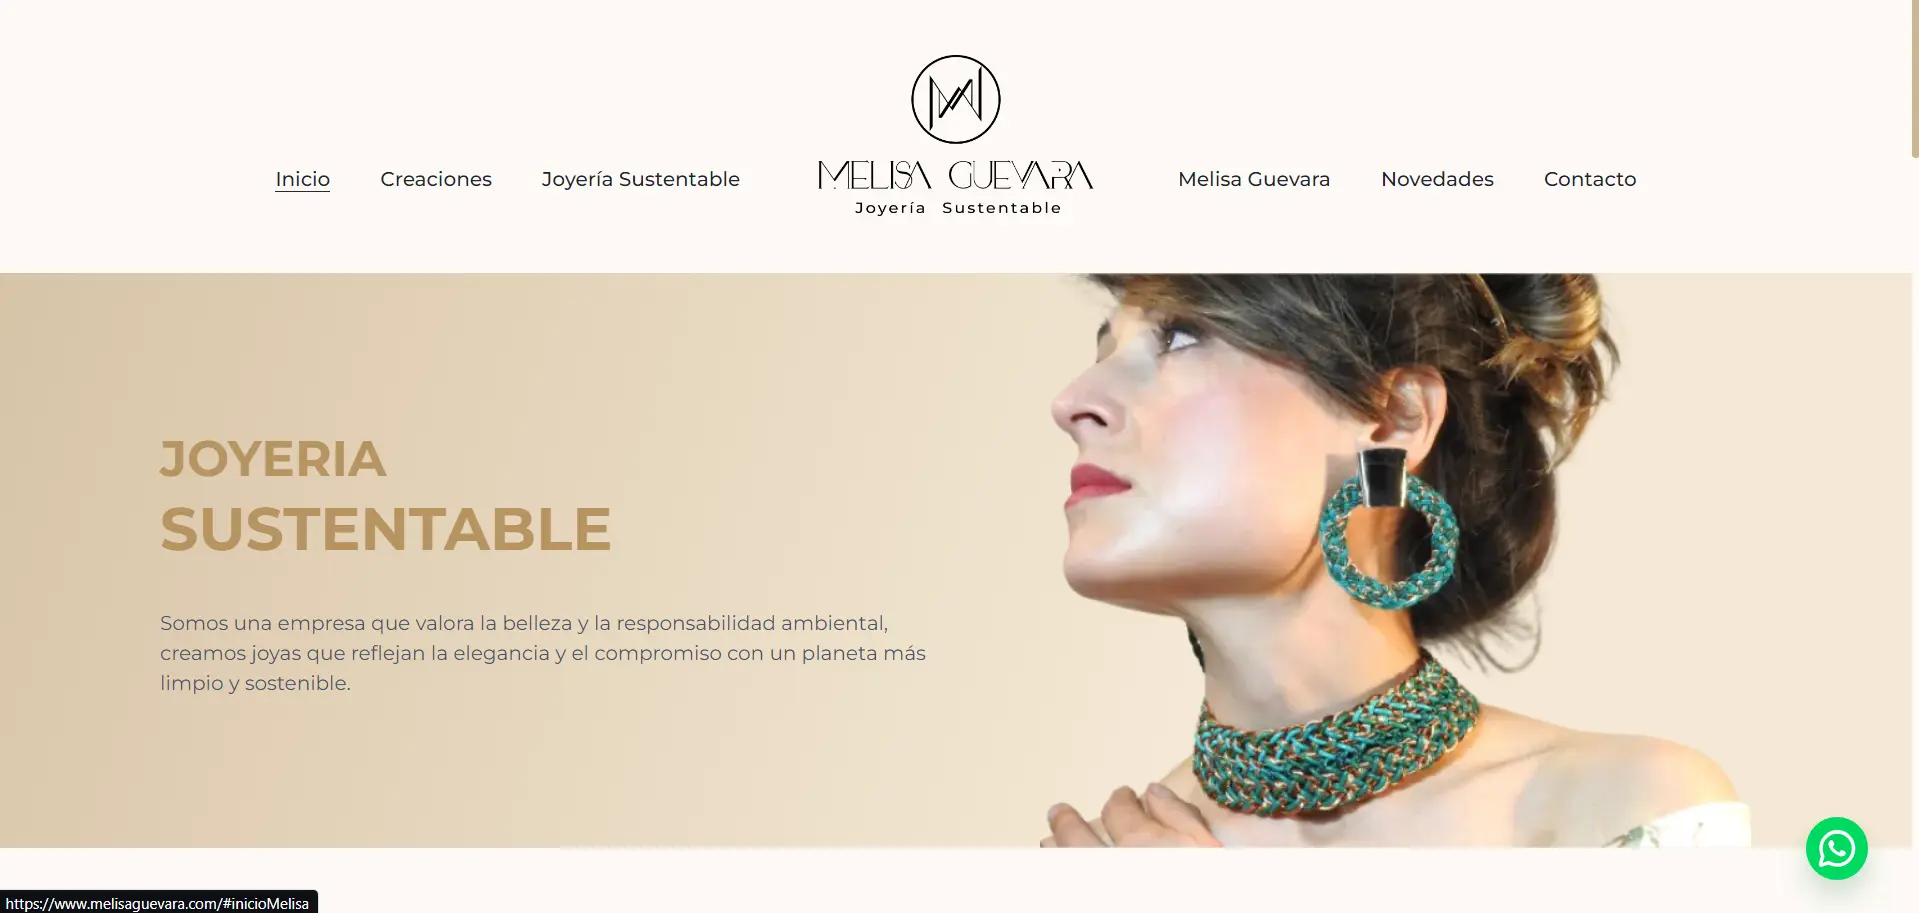 Inicio
Creaciones
Joyería Sustentable
MELISA GUEVARA
Joyería Sustentable
Melisa Guevara
Novedades
Contacto
JOYERIA
SUSTENTABLE
Somos una empresa que valora la belleza y la responsabilidad ambiental,
creamos joyas que reflejan la elegancia y el compromiso con un planeta más
limpio y sostenible.
https://www.melisaguevara.com/#inicioMelisa